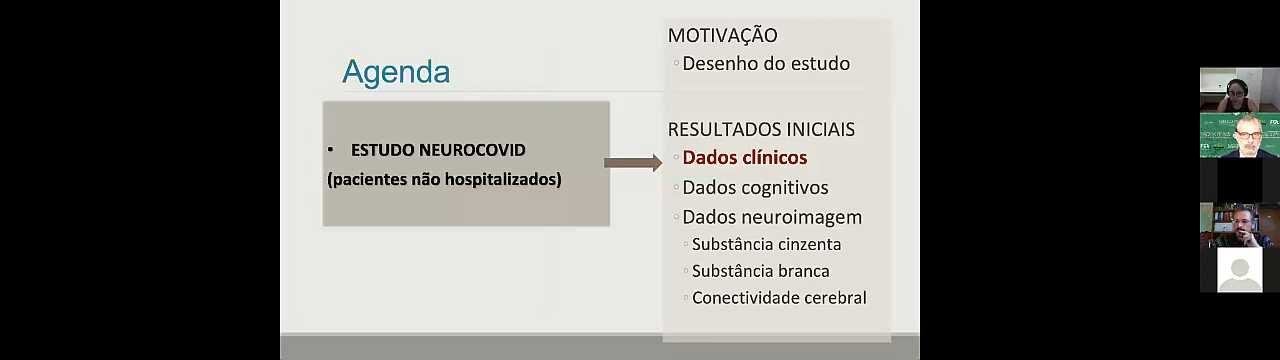 Agenda
• ESTUDO NEUROCOVID
(pacientes não hospitalizados)
MOTIVAÇÃO
Desenho do estudo
RESULTADOS INICIAIS
Dados clínicos
Dados cognitivos
Dados neuroimagem
Substância cinzenta
Substância branca
Conectividade cerebral